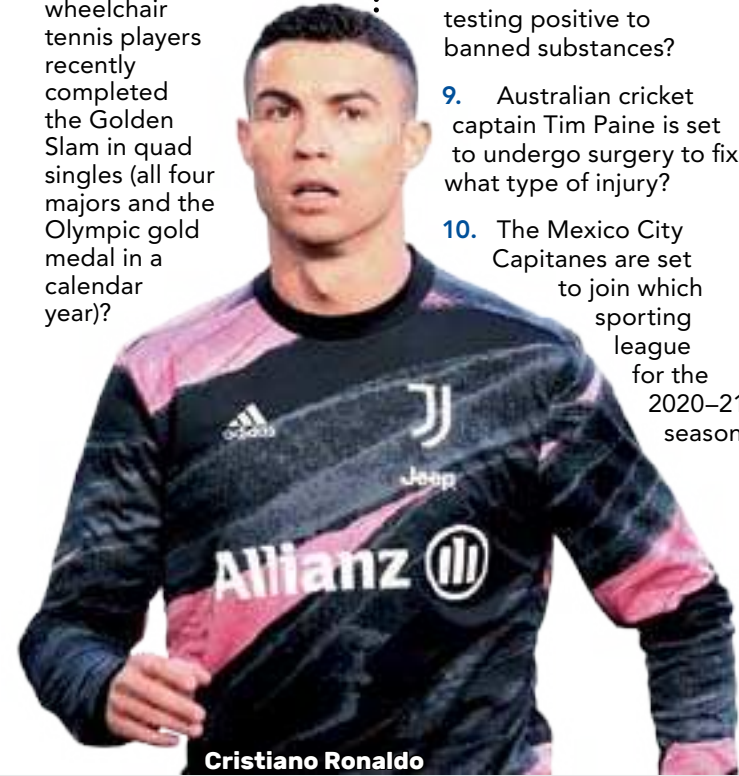 wheelchair
tennis players
recently
completed
the Golden
Slam in quad
singles (all four
majors and the
Olympic gold
medal in a
calendar
year)?
testing positive to
banned substances?
9. Australian cricket
captain Tim Paine is set
to undergo surgery to fix
what type of injury?
10. The Mexico City
Capitanes are set
to join which
sporting
league
for the
2020–21
season
adidas
Jeep
Allianz
Cristiano Ronaldo